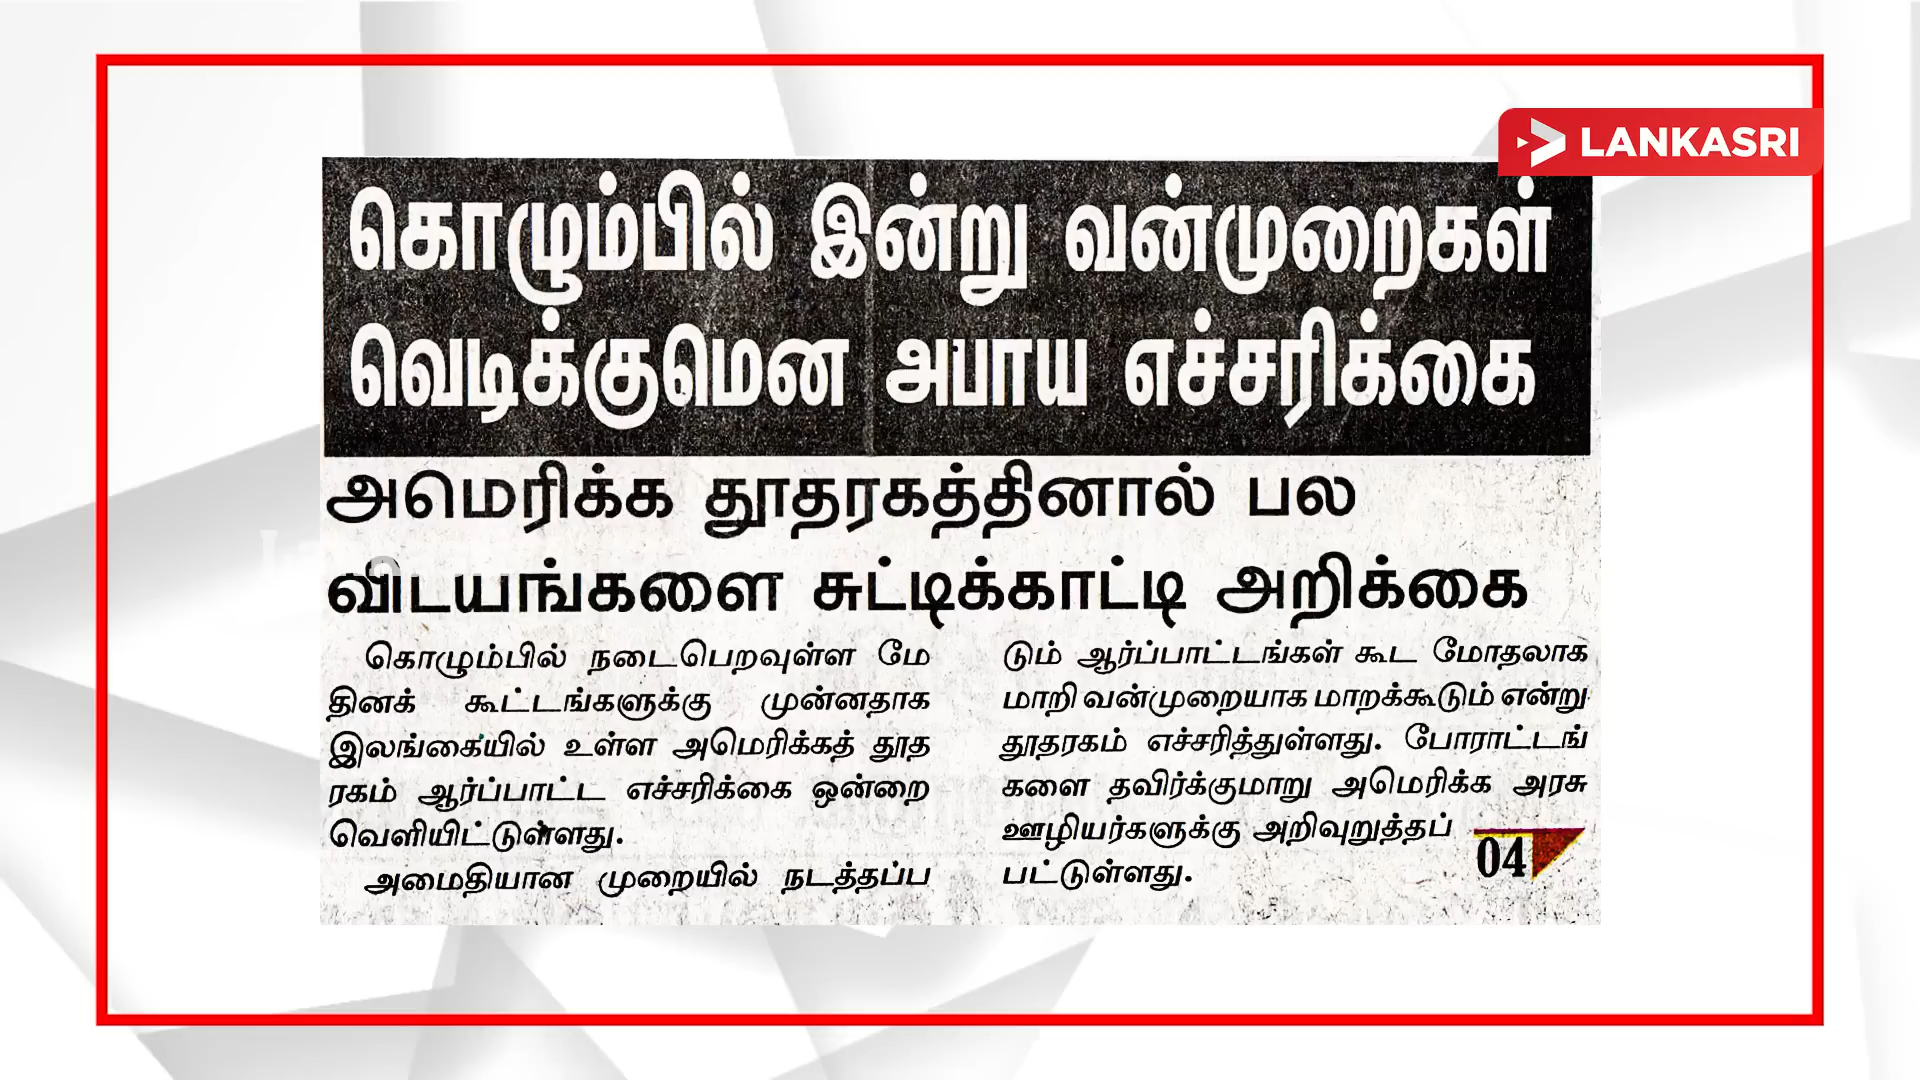 LANKASRI
கொழும்பில் இன்று வன்முறைகள்
வெடிக்குமென அபாய எச்சரிக்கை
அமெரிக்க தூதரகத்தினால் பல
விடயங்களை சுட்டிக்காட்டி அறிக்கை
கொழும்பில் நடைபெறவுள்ள மே
தினக் கூட்டங்களுக்கு முன்னதாக
இலங்கையில் உள்ள அமெரிக்கத் தூத
ரகம் ஆர்ப்பாட்ட எச்சரிக்கை ஒன்றை
வெளியிட்டுள்ளது.
அமைதியான முறையில் நடத்தப்ப
டும் ஆர்ப்பாட்டங்கள் கூட மோதலாக
மாறி வன்முறையாக மாறக்கூடும் என்று
தூதரகம் எச்சரித்துள்ளது. போராட்டங்
களை தவிர்க்குமாறு அமெரிக்க அரசு
ஊழியர்களுக்கு அறிவுறுத்தப்
பட்டுள்ளது.
04